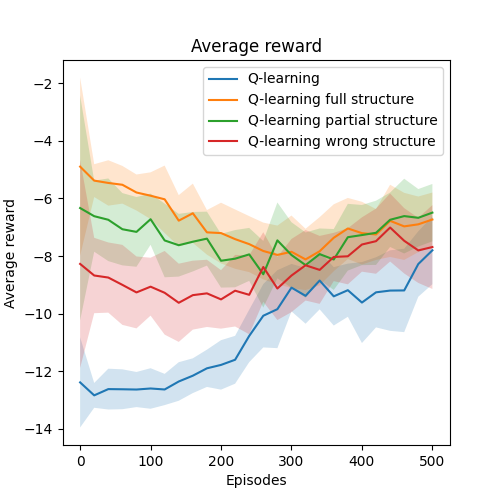 Average reward
Q-learning
Q-learning full structure
Q-learning partial structure
Q-learning wrong structure
Average reward
−2
−4
−6
−8
−10
−12
−14
0 100 200 300 400 500
Episodes